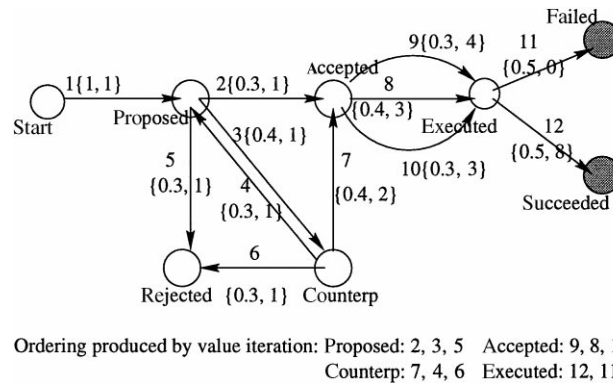 Failed
9{0.3, 4}
11
{0.5, 0}
Accepted
1{1, 1}
2{0.3, 1}
8
{0.4, 3}
Start
Proposed
Executed
3{0.4, 1}
12
{0.5, 8}
5
{0.3, 1}
4
{0.3, 1}
7
{0.4, 2}
10{0.3, 3}
Succeeded
6
{0.3, 1}
Rejected
Counterp
Ordering produced by value iteration: Proposed: 2, 3, 5 Accepted: 9, 8,
Counterp: 7, 4, 6 Executed: 12,